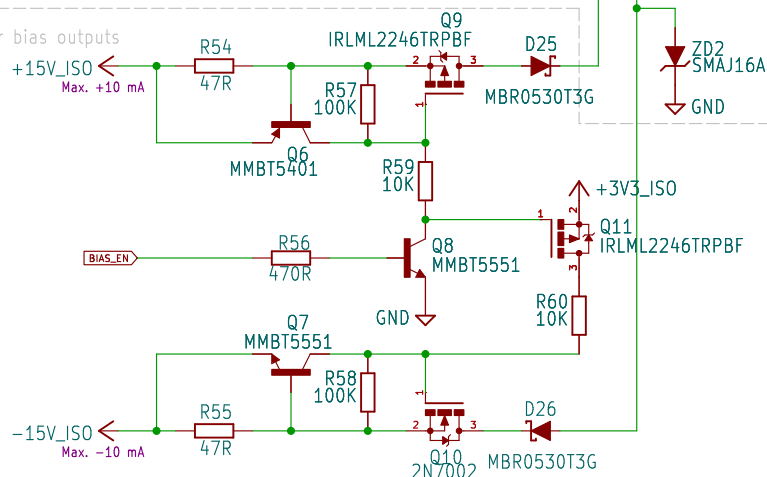 r bias outputs
Q9
IRLML2246TRPBF
D25
R54
ZD2
SMAJ16A
+15V_ISO
2
3
Max. +10 mA
47R
R57
100K
MBR0530T3G
1
GND
Q6
MMBT5401
R59
10K
+3V3_ISO
2
1
Q11
IRLML2246TRPBF
R56
Q8
BIAS_EN
MMBT5551
3
470R
R60
10K
GND
Q7
MMBT5551
R58
100K
1
R55
D26
-15V_ISO
2
3
Max. -10 mA
47R
Q10
MBR0530T3G
2N7002